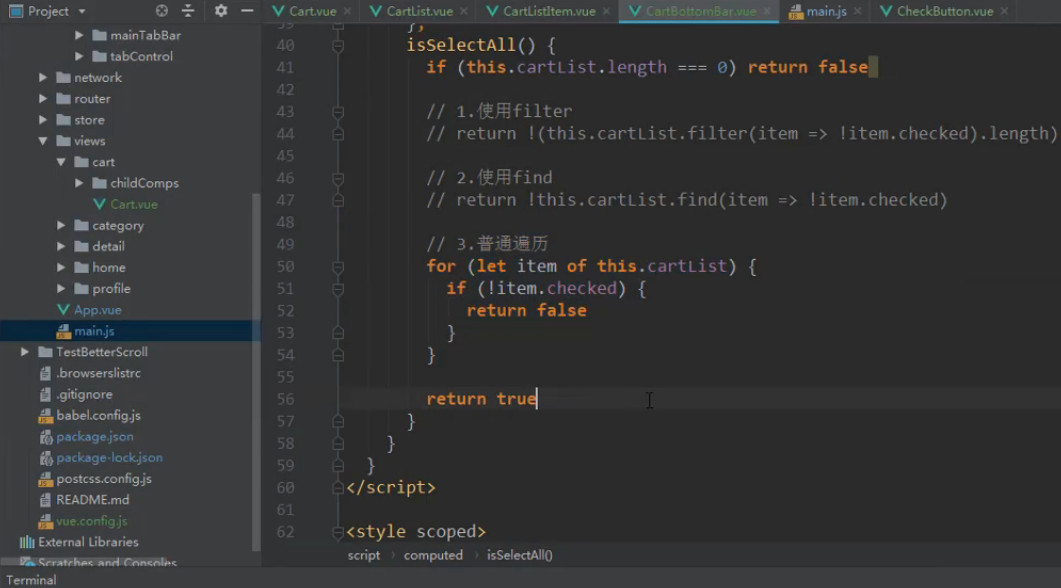 Project
Cart.vue
CartList.vue
CartListItem.vue
CartBottomBar.vue
main.js
CheckButton.vue
mainTabBar
tabControl
network
router
store
views
cart
childComps
Cart.vue
category
detail
home
profile
App.vue
main.js
TestBetterScroll
.browserslistrc
.gitignore
babel.config.js
package.json
package-lock.json
postcss.config.js
README.md
vue.config.js
External Libraries
Scratches and Consoles
Terminal
39 },
40 isSelectAll() {
41 if (this.cartList.length === 0) return false
42
43 // 1.使用filter
44 // return !(this.cartList.filter(item => !item.checked).length)
45
46 // 2.使用find
47 // return !this.cartList.find(item => !item.checked)
48
49 // 3.普通遍历
50 for (let item of this.cartList) {
51 if (!item.checked) {
52 return false
53 }
54 }
55
56 return true
57 }
58 }
59 }
60 </script>
61
62 <style scoped>
script › computed › isSelectAll()